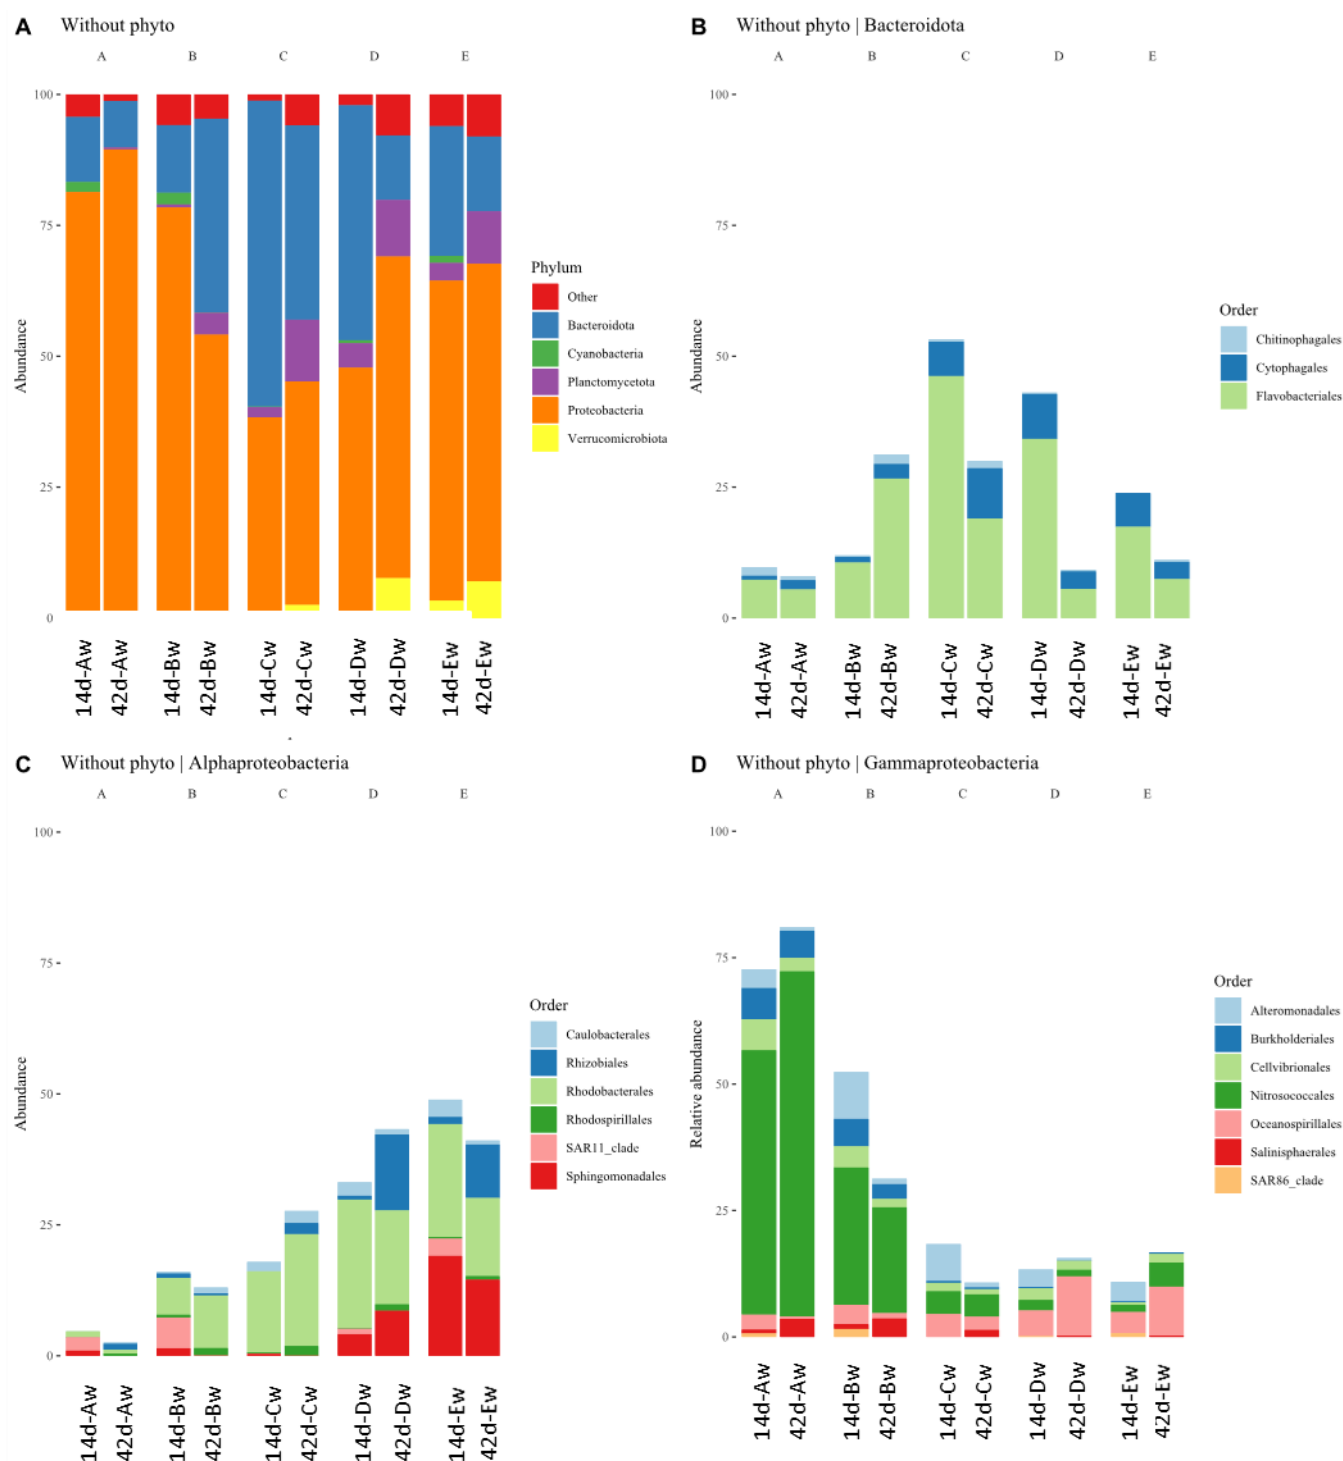 A Without phyto
A B C D E
100
75
50
25
0
Abundance
14d-Aw 42d-Aw 14d-Bw 42d-Bw 14d-Cw 42d-Cw 14d-Dw 42d-Dw 14d-Ew 42d-Ew
Phylum
Other
Bacteroidota
Cyanobacteria
Planctomycetota
Proteobacteria
Verrucomicrobiota
B Without phyto | Bacteroidota
A B C D E
100
75
50
25
0
Abundance
14d-Aw 42d-Aw 14d-Bw 42d-Bw 14d-Cw 42d-Cw 14d-Dw 42d-Dw 14d-Ew 42d-Ew
Order
Chitinophagales
Cytophagales
Flavobacteriales
C Without phyto | Alphaproteobacteria
A B C D E
100
75
50
25
0
Abundance
14d-Aw 42d-Aw 14d-Bw 42d-Bw 14d-Cw 42d-Cw 14d-Dw 42d-Dw 14d-Ew 42d-Ew
Order
Caulobacterales
Rhizobiales
Rhodobacterales
Rhodospirillales
SAR11_clade
Sphingomonadales
D Without phyto | Gammaproteobacteria
A B C D E
100
75
50
25
0
Relative abundance
14d-Aw 42d-Aw 14d-Bw 42d-Bw 14d-Cw 42d-Cw 14d-Dw 42d-Dw 14d-Ew 42d-Ew
Order
Alteromonadales
Burkholderiales
Cellvibrionales
Nitrosococcales
Oceanospirillales
Salinisphaerales
SAR86_clade